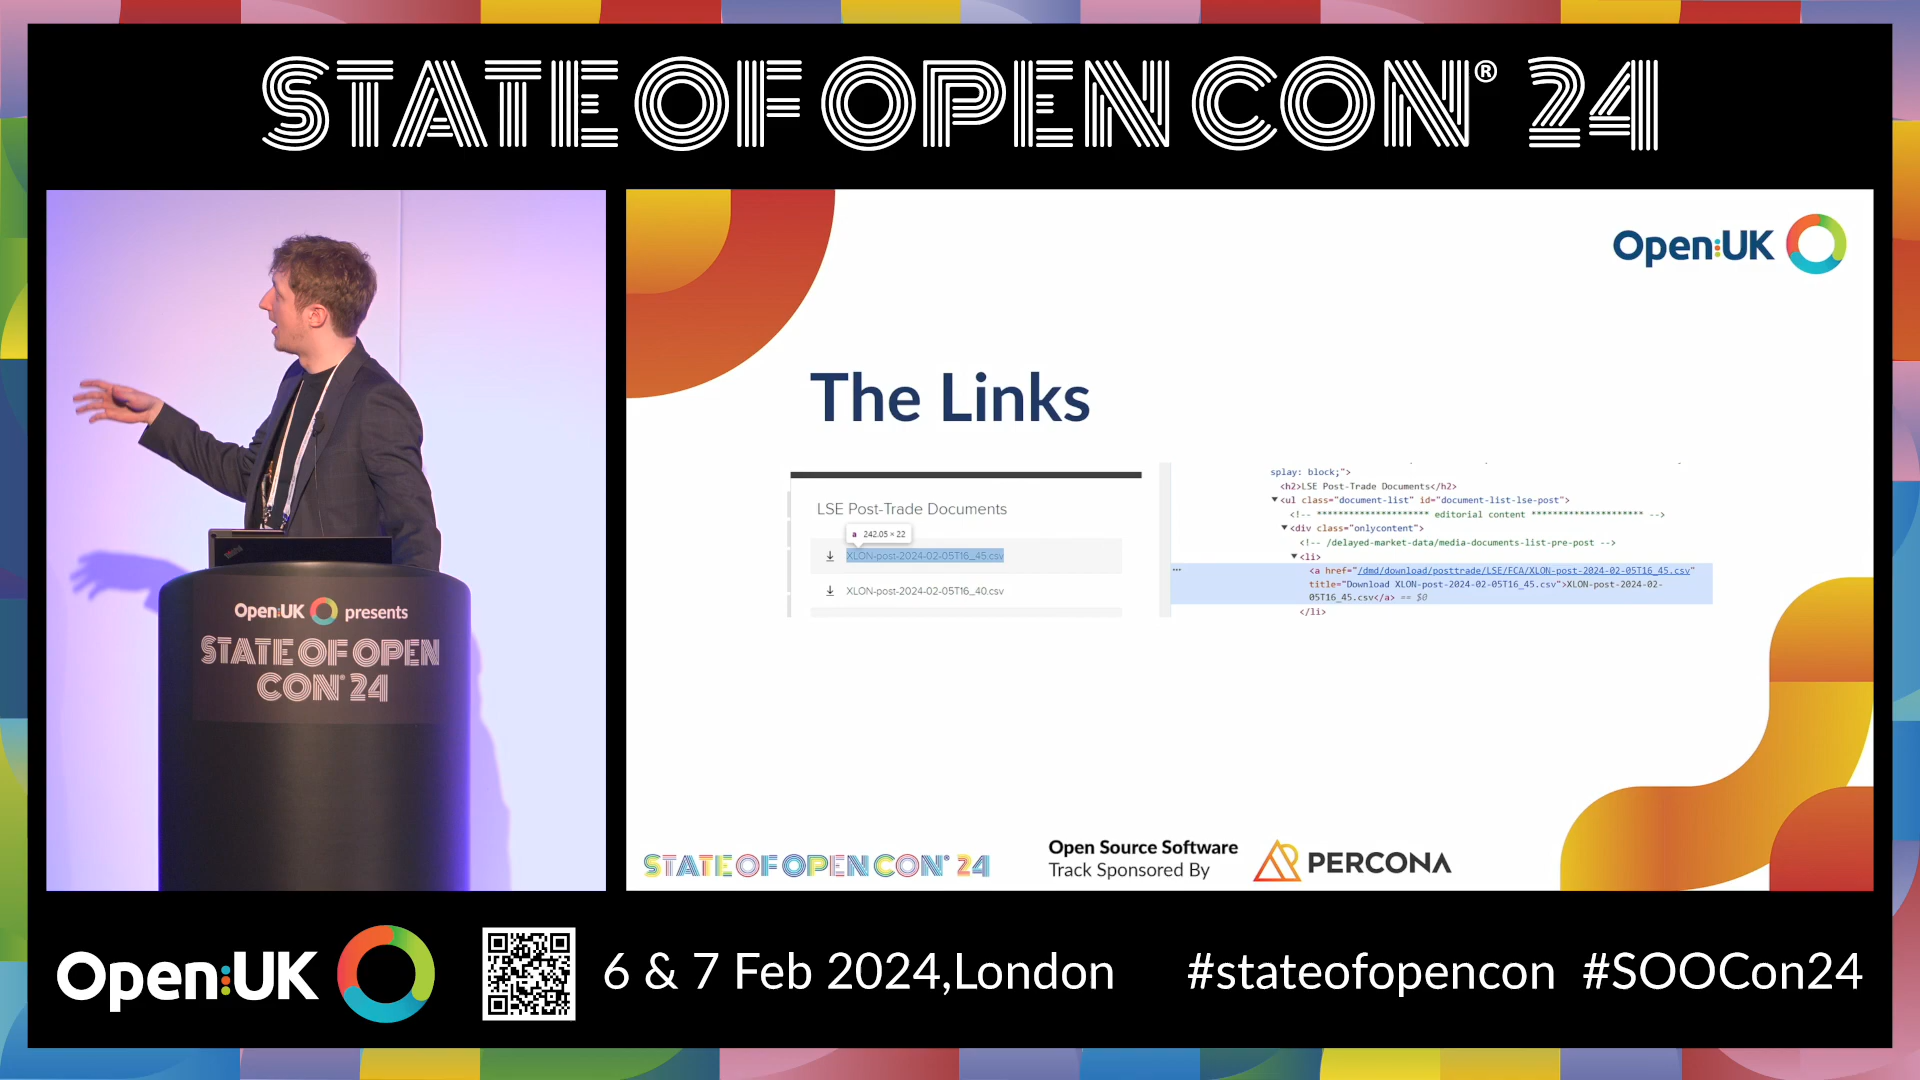 STATE OF OPEN CON® 24
Open:UK
The Links
LSE Post-Trade Documents
a 242.05 × 22
XLON-post-2024-02-05T16_45.csv
XLON-post-2024-02-05T16_40.csv
splay: block;">
<h2>LSE Post-Trade Documents</h2>
<ul class="document-list" id="document-list-lse-post">
<!-- ********************* editorial content ********************* -->
<div class="onlycontent">
<!-- /delayed-market-data/media-documents-list-pre-post -->
<li>
<a href="/dmd/download/posttrade/LSE/FCA/XLON-post-2024-02-05T16_45.csv"
title="Download XLON-post-2024-02-05T16_45.csv">XLON-post-2024-02-
05T16_45.csv</a> == $0
</li>
Open:UK presents
STATE OF OPEN
CON® 24
STATE OF OPEN CON® 24
Open Source Software
Track Sponsored By
PERCONA
Open:UK
6 & 7 Feb 2024,London
#stateofopencon #SOOCon24